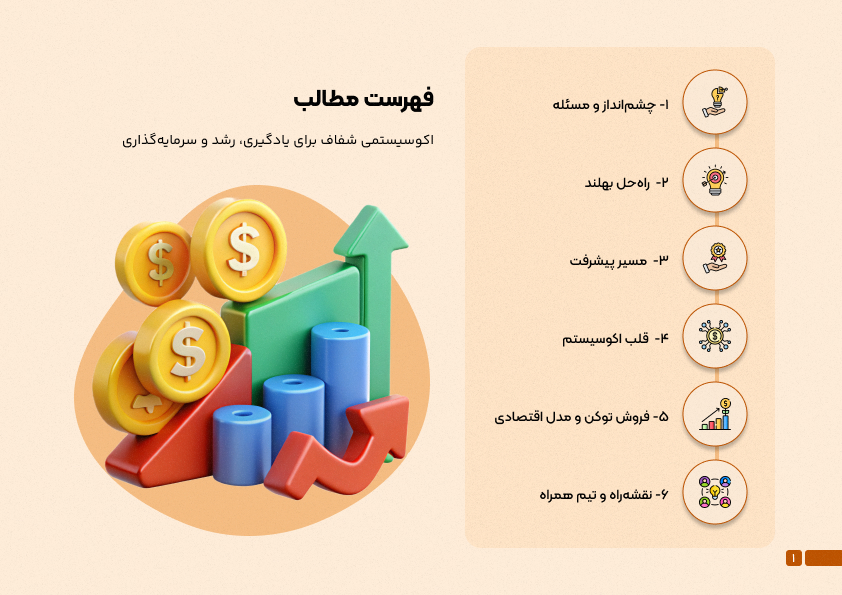 فهرست مطالب
اکوسیستمی شفاف برای یادگیری، رشد و سرمایه‌گذاری
۱- چشم‌انداز و مسئله
۲- راه‌حل بهلند
۳- مسیر پیشرفت
۴- قلب اکوسیستم
۵- فروش توکن و مدل اقتصادی
۶- نقشه‌راه و تیم همراه
۱